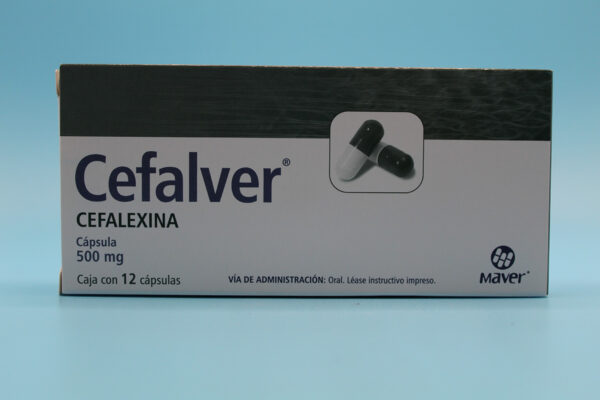 Cefalver®
CEFALEXINA
Cápsula
500 mg
Caja con 12 cápsulas
VÍA DE ADMINISTRACIÓN: Oral. Léase instructivo impreso.
Maver®